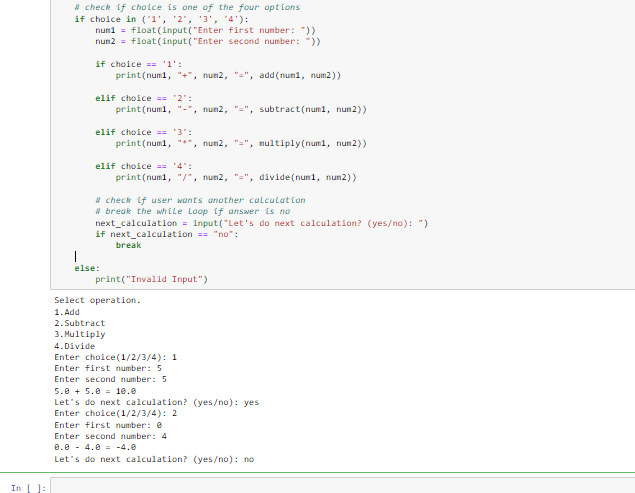 # check if choice is one of the four options
if choice in ('1', '2', '3', '4'):
num1 = float(input("Enter first number: "))
num2 = float(input("Enter second number: "))
if choice == '1':
print(num1, "+", num2, "=", add(num1, num2))
elif choice == '2':
print(num1, "-", num2, "=", subtract(num1, num2))
elif choice == '3':
print(num1, "*", num2, "=", multiply(num1, num2))
elif choice == '4':
print(num1, "/", num2, "=", divide(num1, num2))
# check if user wants another calculation
# break the while loop if answer is no
next_calculation = input("Let's do next calculation? (yes/no): ")
if next_calculation == "no":
break
else:
print("Invalid Input")
Select operation.
1.Add
2.Subtract
3.Multiply
4.Divide
Enter choice(1/2/3/4): 1
Enter first number: 5
Enter second number: 5
5.0 + 5.0 = 10.0
Let's do next calculation? (yes/no): yes
Enter choice(1/2/3/4): 2
Enter first number: 0
Enter second number: 4
0.0 - 4.0 = -4.0
Let's do next calculation? (yes/no): no
In [ ]: